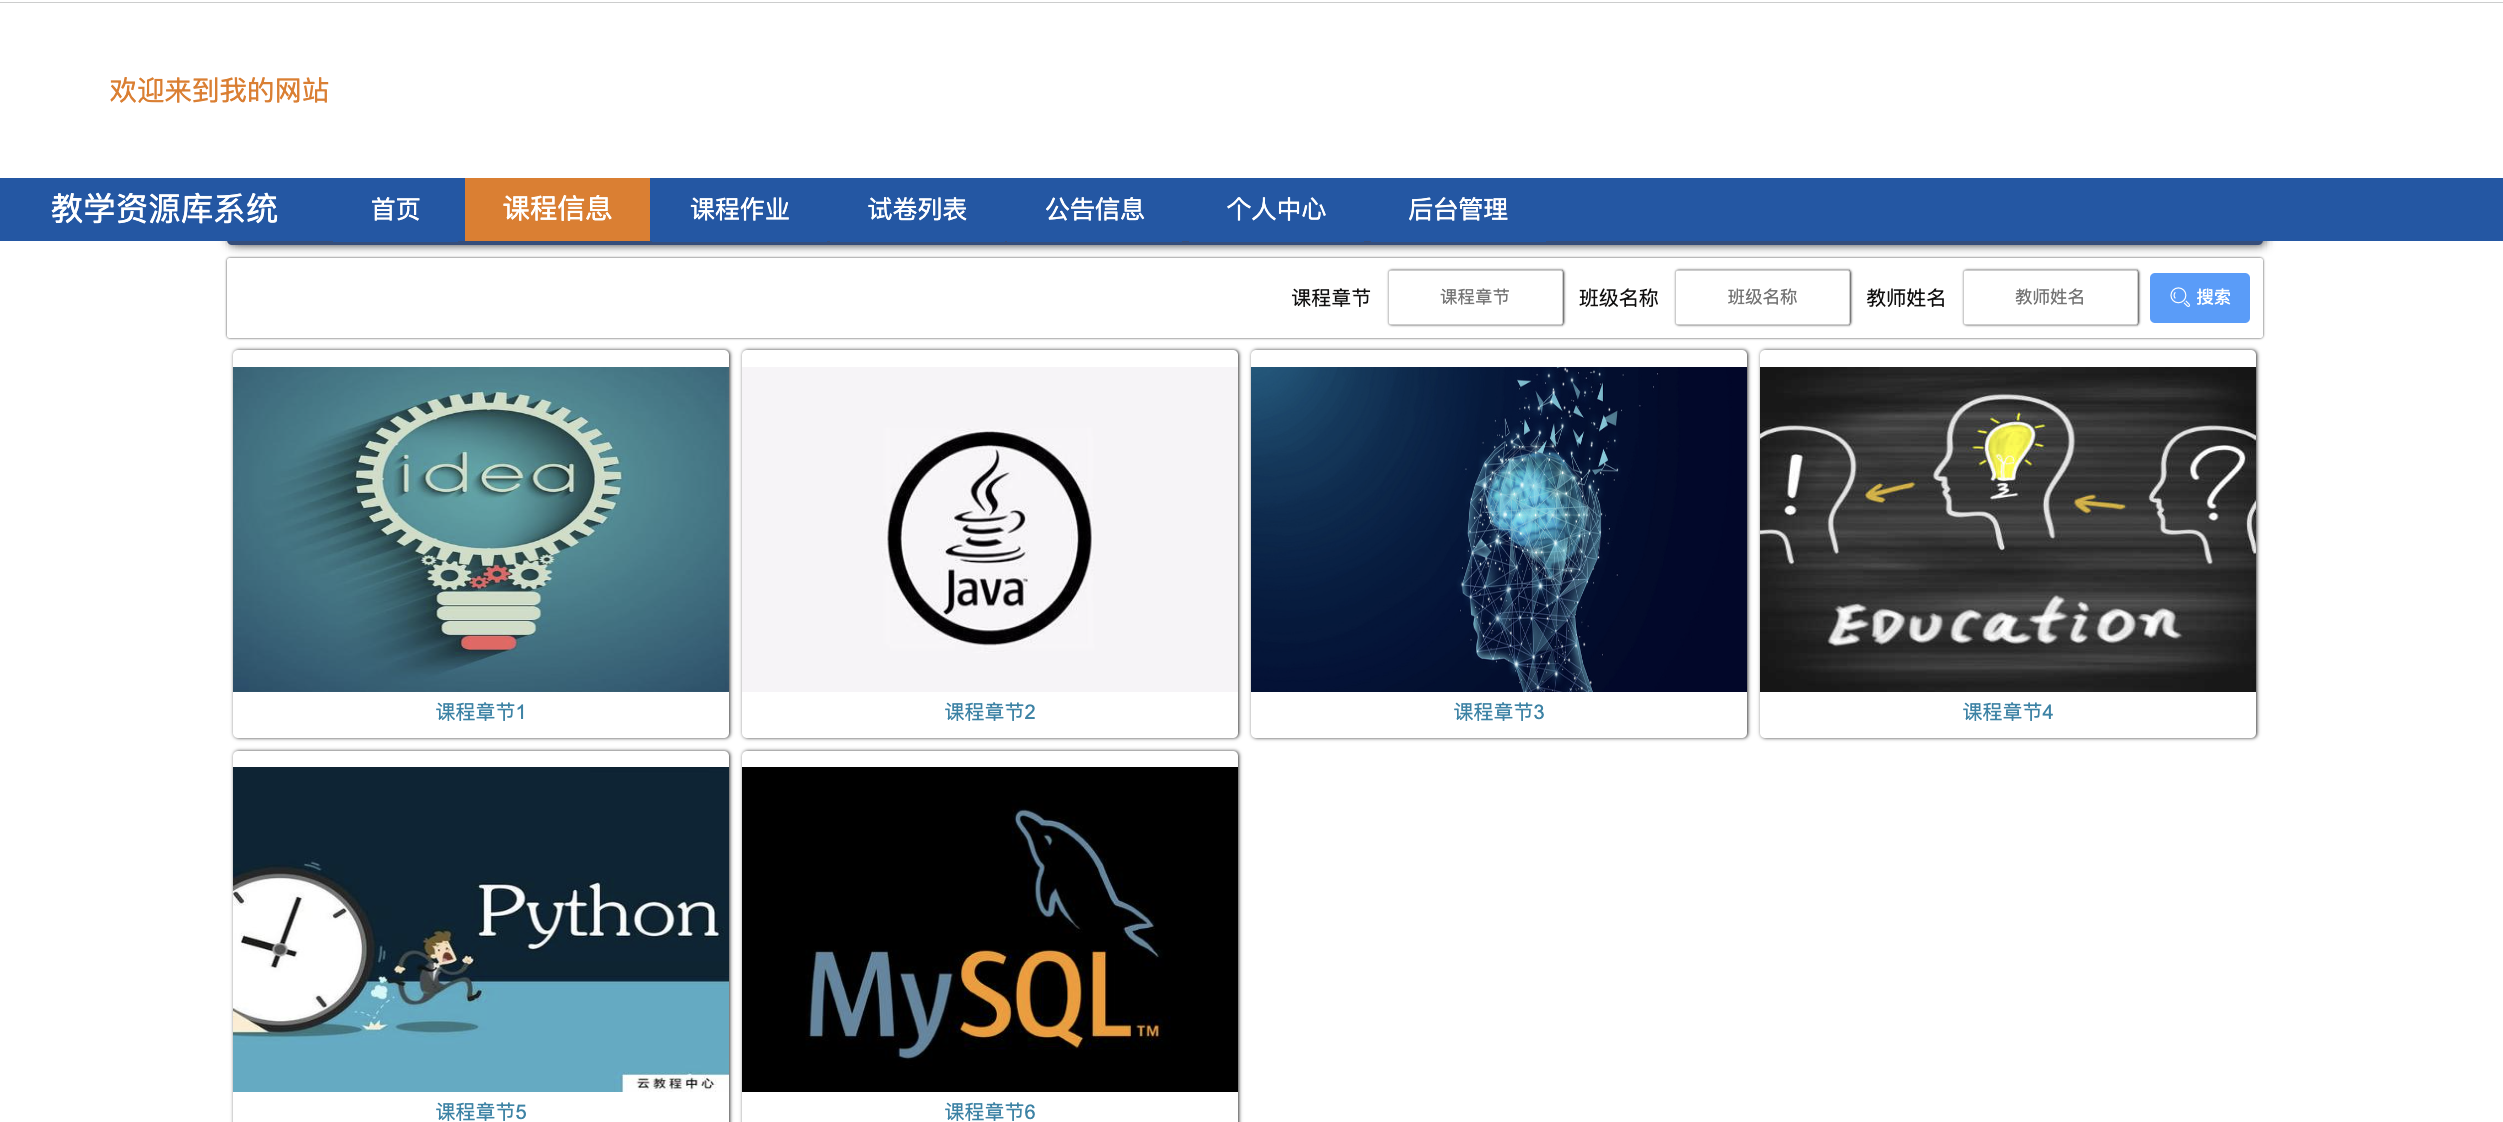 欢迎来到我的网站
教学资源库系统 首页 课程信息 课程作业 试卷列表 公告信息 个人中心 后台管理
课程章节 课程章节 班级名称 班级名称 教师姓名 教师姓名 搜索
idea
Java™
! ?
EDUcation
课程章节1 课程章节2 课程章节3 课程章节4
Python
MySQL™
云教程中心
课程章节5 课程章节6